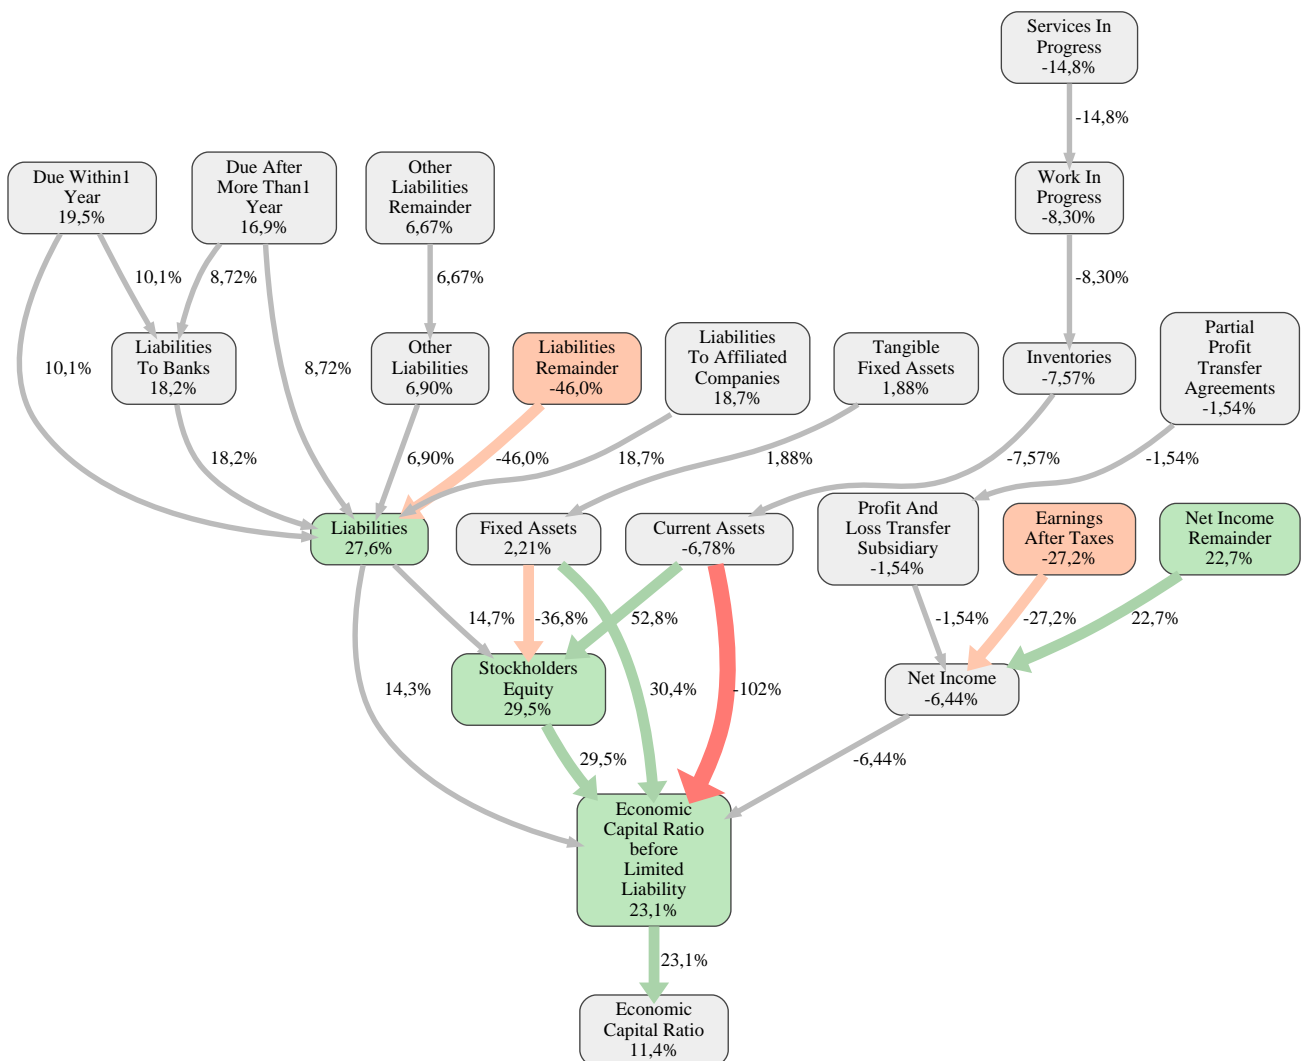 Services In
Progress
-14,8%
-14,8%
Due Within1
Year
19,5%
Due After
More Than1
Year
16,9%
Other
Liabilities
Remainder
6,67%
Work In
Progress
-8,30%
10,1%
8,72%
6,67%
-8,30%
Liabilities
To Banks
18,2%
Other
Liabilities
6,90%
Liabilities
Remainder
-46,0%
Liabilities
To Affiliated
Companies
18,7%
Tangible
Fixed Assets
1,88%
Inventories
-7,57%
Partial
Profit
Transfer
Agreements
-1,54%
10,1%
8,72%
18,2%
6,90%
-46,0%
18,7%
1,88%
-7,57%
-1,54%
Liabilities
27,6%
Fixed Assets
2,21%
Current Assets
-6,78%
Profit And
Loss Transfer
Subsidiary
-1,54%
Earnings
After Taxes
-27,2%
Net Income
Remainder
22,7%
14,7%
-36,8%
52,8%
-1,54%
-27,2%
22,7%
Stockholders
Equity
29,5%
Net Income
-6,44%
14,3%
30,4%
-102%
29,5%
-6,44%
Economic
Capital Ratio
before
Limited
Liability
23,1%
23,1%
Economic
Capital Ratio
11,4%